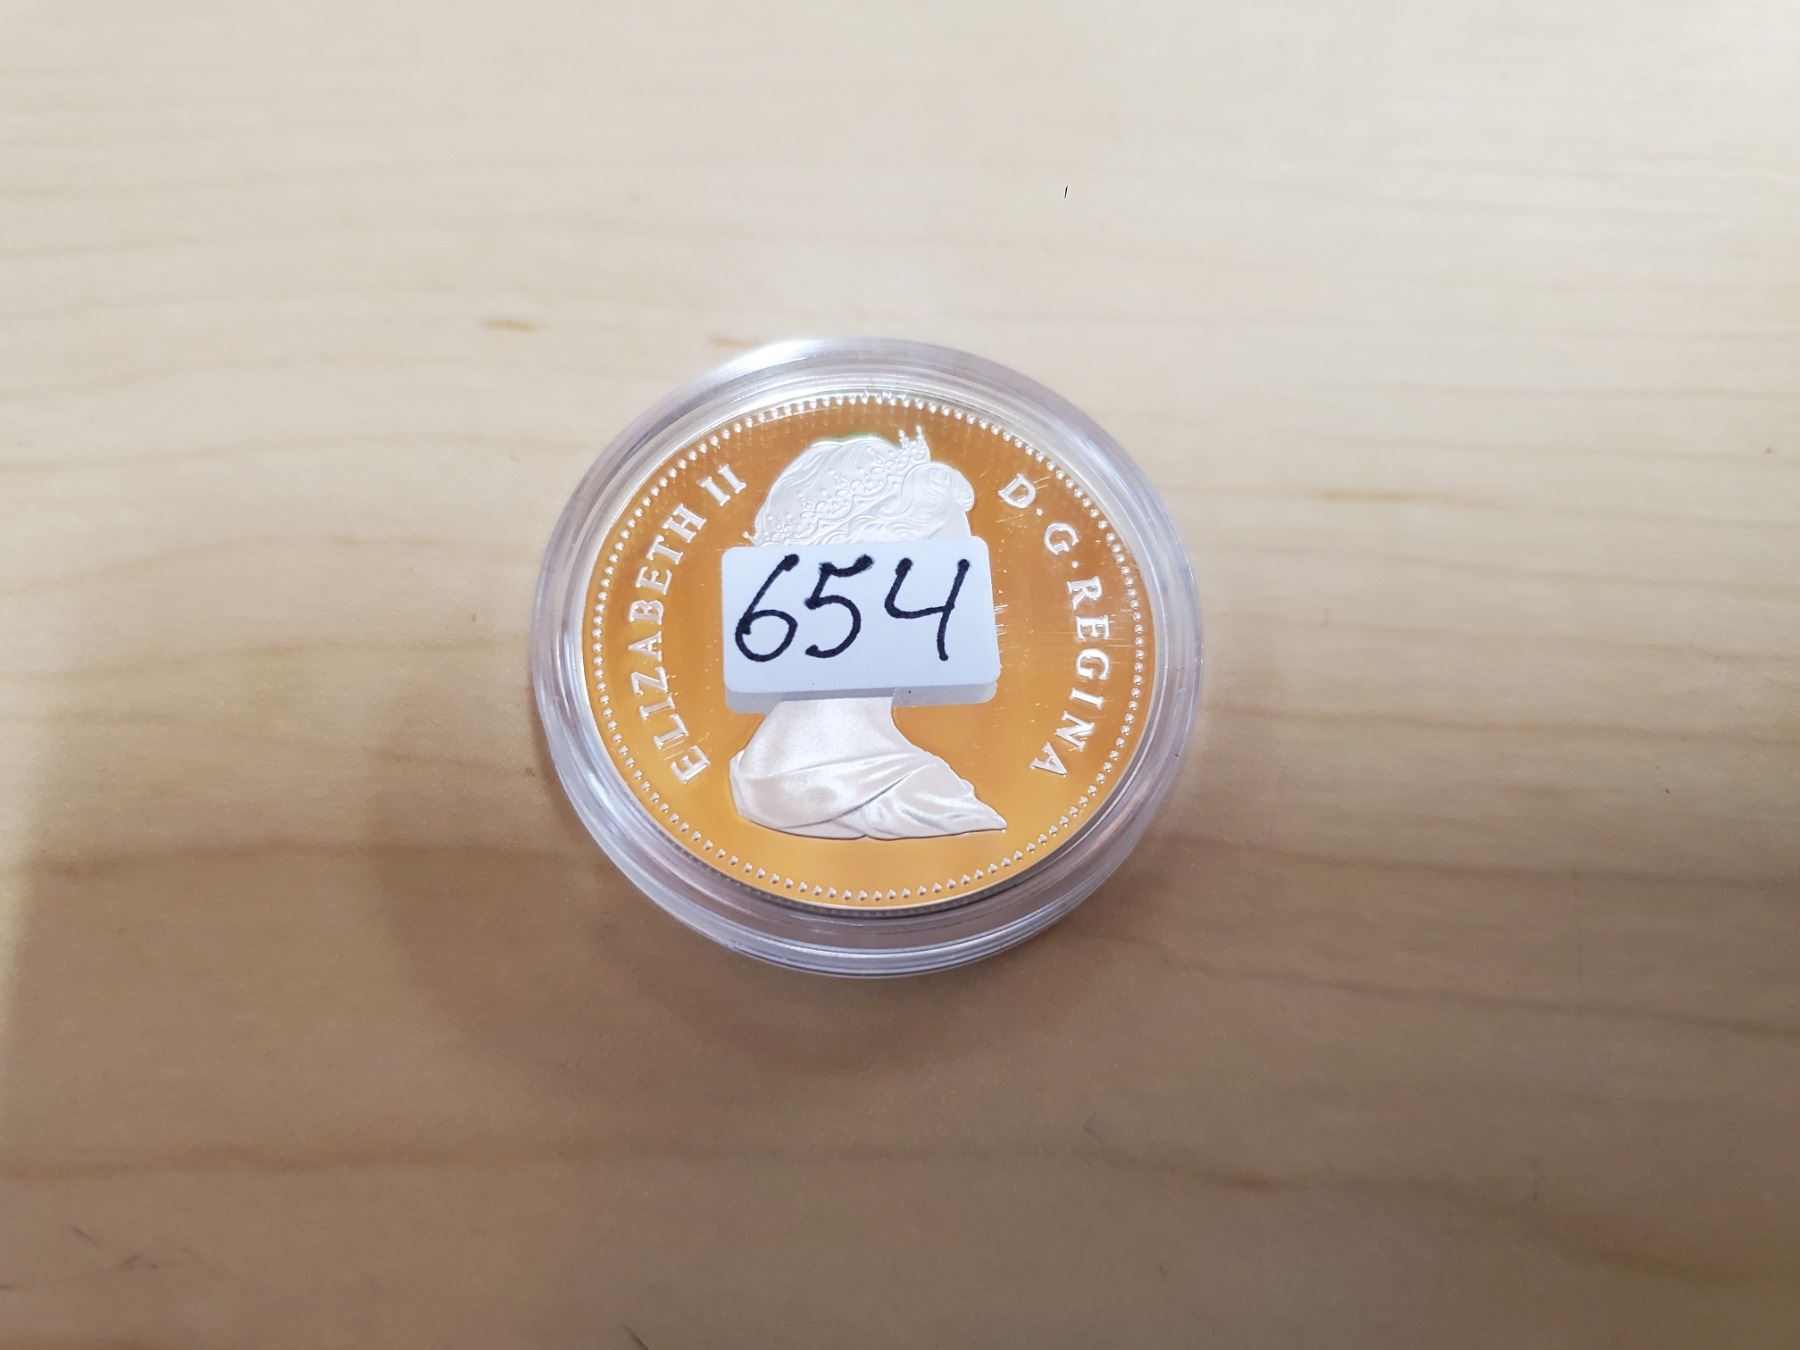 ELIZABETH II
D·G·REGINA
654